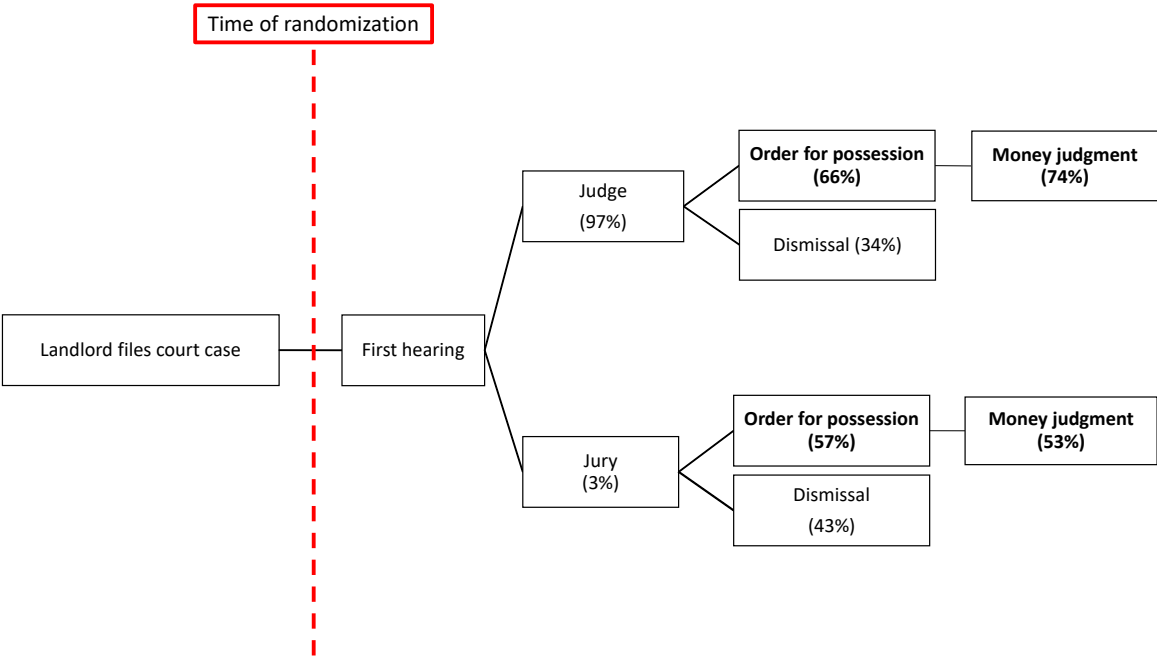 Time of randomization
Landlord files court case
First hearing
Judge
(97%)
Order for possession
(66%)
Money judgment
(74%)
Dismissal (34%)
Jury
(3%)
Order for possession
(57%)
Money judgment
(53%)
Dismissal
(43%)